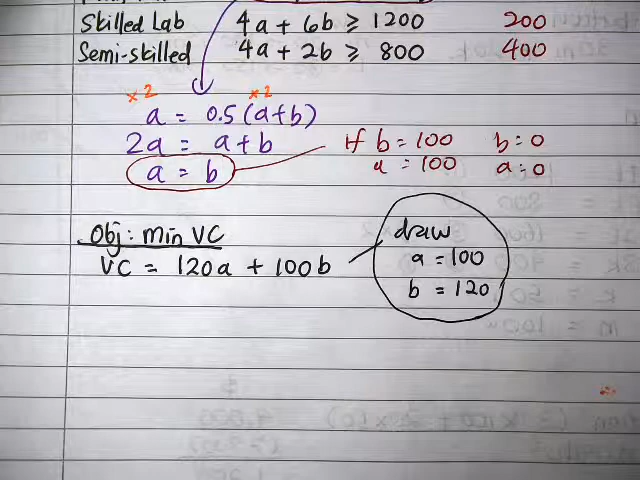 Skilled Lab 4a + 6b ≥ 1200 200
Semi-skilled 4a + 2b ≥ 800 400
×2 ×2
a = 0.5 (a+b)
2a = a + b If b = 100 b = 0
a = b a = 100 a = 0
Obj: min VC
VC = 120a + 100b
draw
a = 100
b = 120